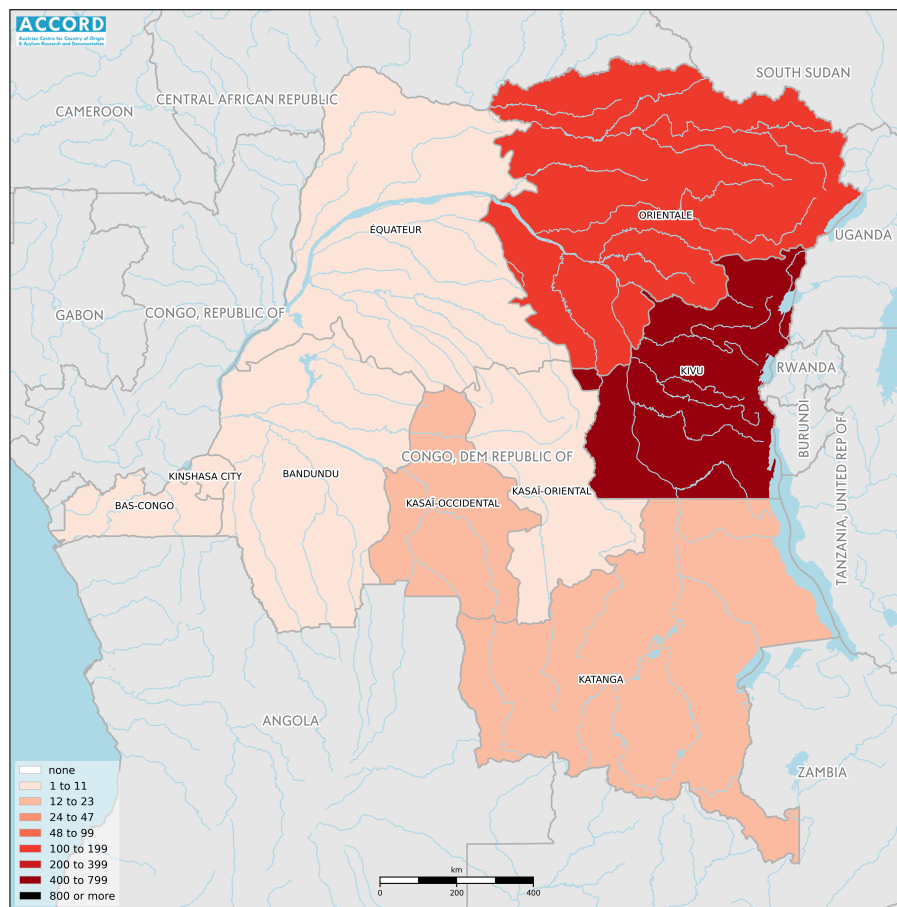 ACCORD
Austrian Centre for Country of Origin
& Asylum Research and Documentation
SOUTH SUDAN
CENTRAL AFRICAN REPUBLIC
CAMEROON
ORIENTALE
ÉQUATEUR
UGANDA
GABON
CONGO, REPUBLIC OF
KIVU
RWANDA
BURUNDI
CONGO, DEM REPUBLIC OF
TANZANIA, UNITED REP OF
KINSHASA CITY
BANDUNDU
KASAÏ-ORIENTAL
KASAÏ-OCCIDENTAL
BAS-CONGO
KATANGA
ANGOLA
ZAMBIA
none
1 to 11
12 to 23
24 to 47
48 to 99
100 to 199
200 to 399
400 to 799
800 or more
km
0 200 400